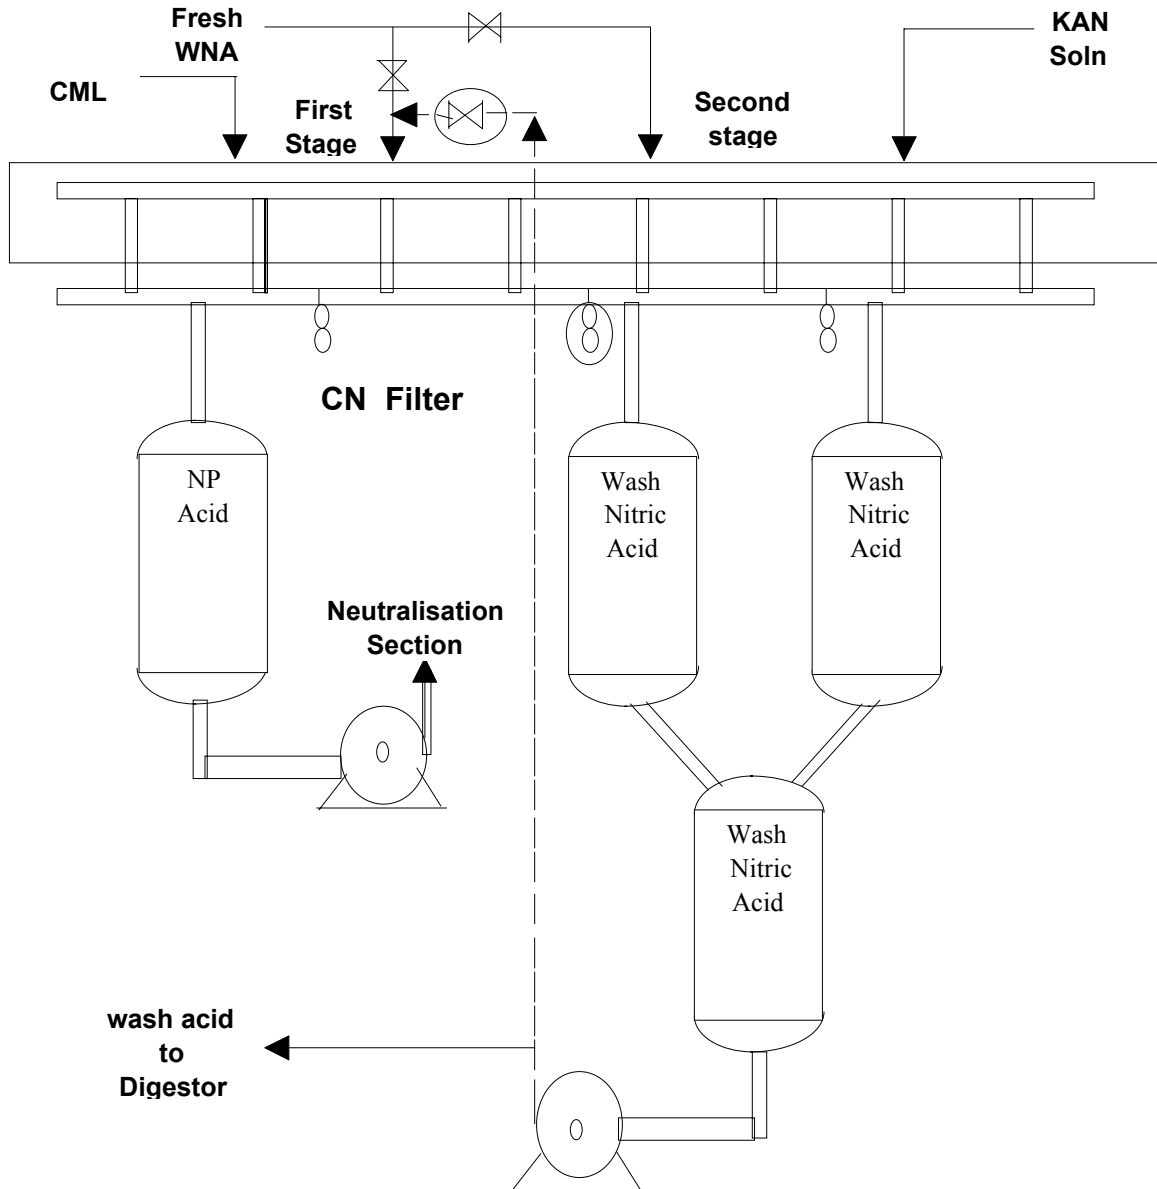 Fresh
WNA
KAN
Soln
CML
First
Stage
Second
stage
CN Filter
NP
Acid
Wash
Nitric
Acid
Wash
Nitric
Acid
Neutralisation
Section
Wash
Nitric
Acid
wash acid
to
Digestor